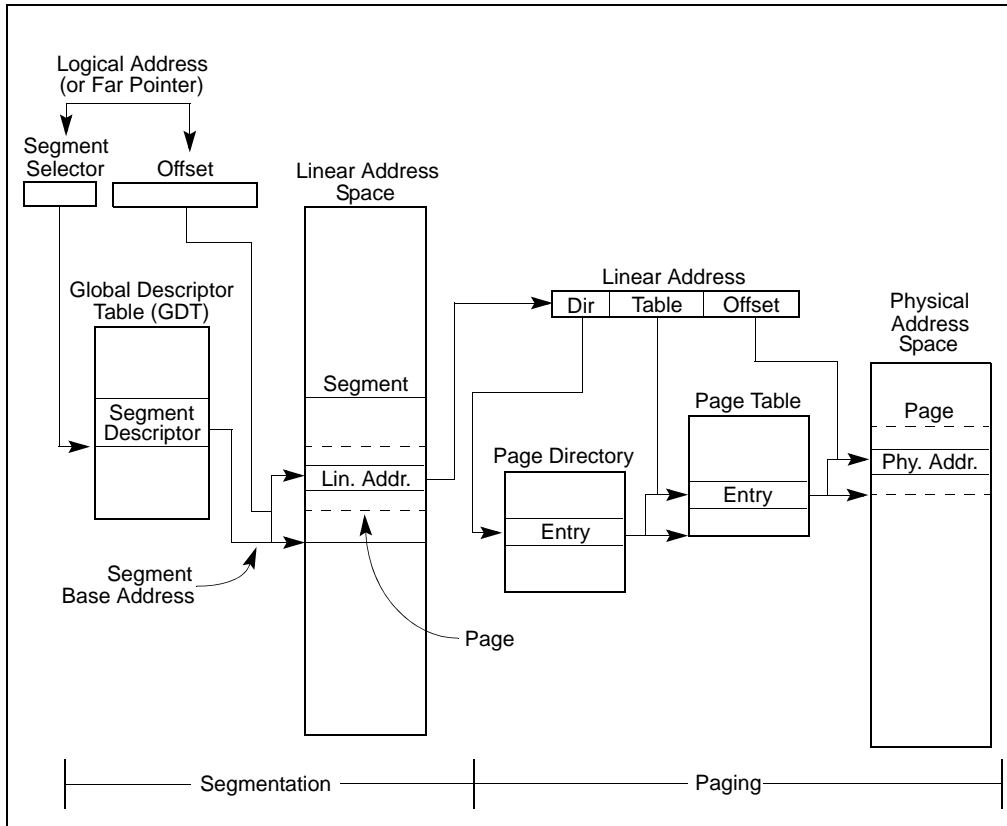 Logical Address
(or Far Pointer)
Segment
Selector
Offset
Linear Address
Space
Global Descriptor
Table (GDT)
Segment
Descriptor
Segment
Lin. Addr.
Segment
Base Address
Page
Linear Address
Dir
Table
Offset
Page Directory
Entry
Page Table
Entry
Physical
Address
Space
Page
Phy. Addr.
Segmentation
Paging